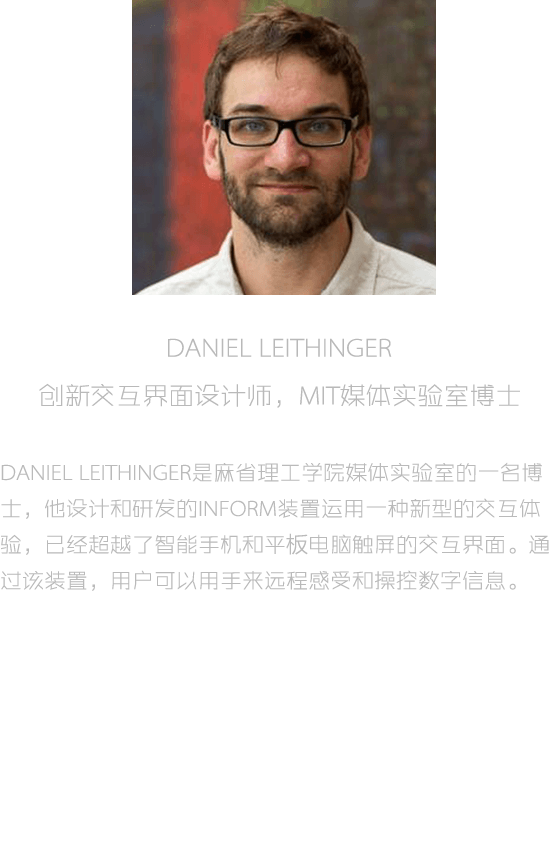 DANIEL LEITHINGER
创新交互界面设计师，MIT媒体实验室博士
DANIEL LEITHINGER是麻省理工学院媒体实验室的一名博
士，他设计和研发的INFORM装置运用一种新型的交互体
验，已经超越了智能手机和平板电脑触屏的交互界面。通
过该装置，用户可以用手来远程感受和操控数字信息。